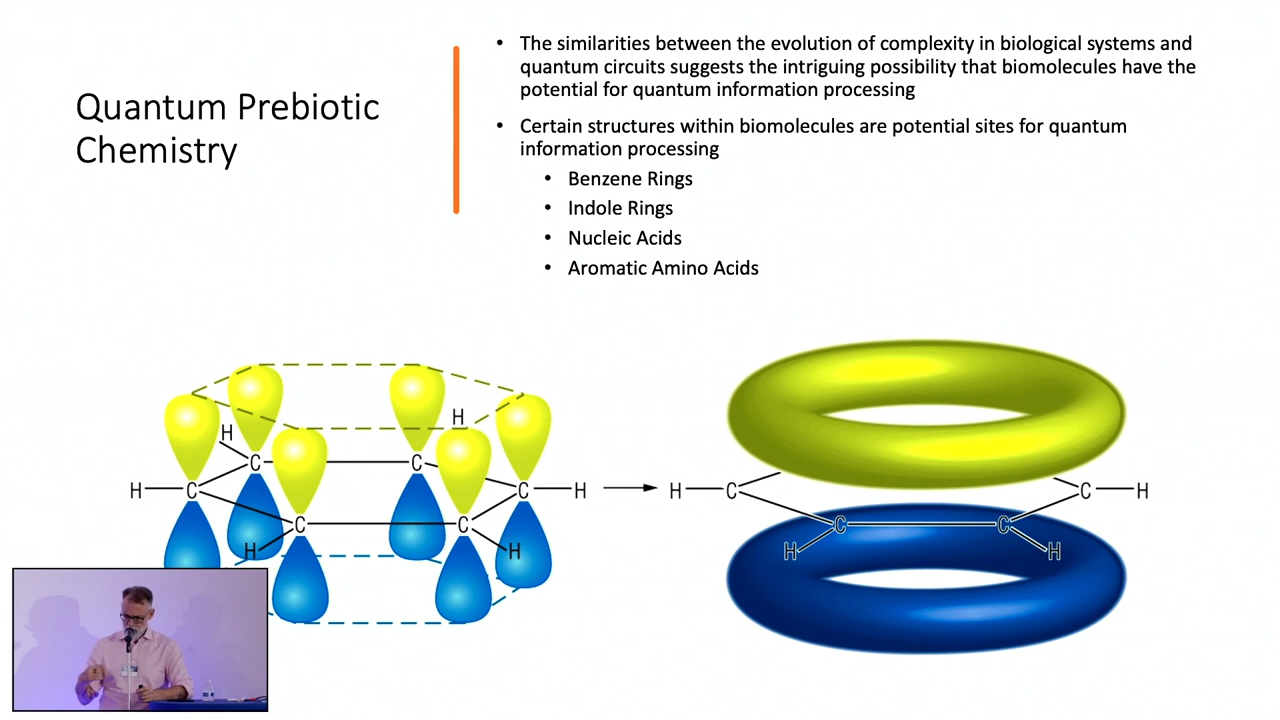 Quantum Prebiotic
Chemistry
• The similarities between the evolution of complexity in biological systems and
quantum circuits suggests the intriguing possibility that biomolecules have the
potential for quantum information processing
• Certain structures within biomolecules are potential sites for quantum
information processing
• Benzene Rings
• Indole Rings
• Nucleic Acids
• Aromatic Amino Acids
H
H
C
C
H
C
C
H
H
C
C
H
C
C
H
H
C
C
H
H